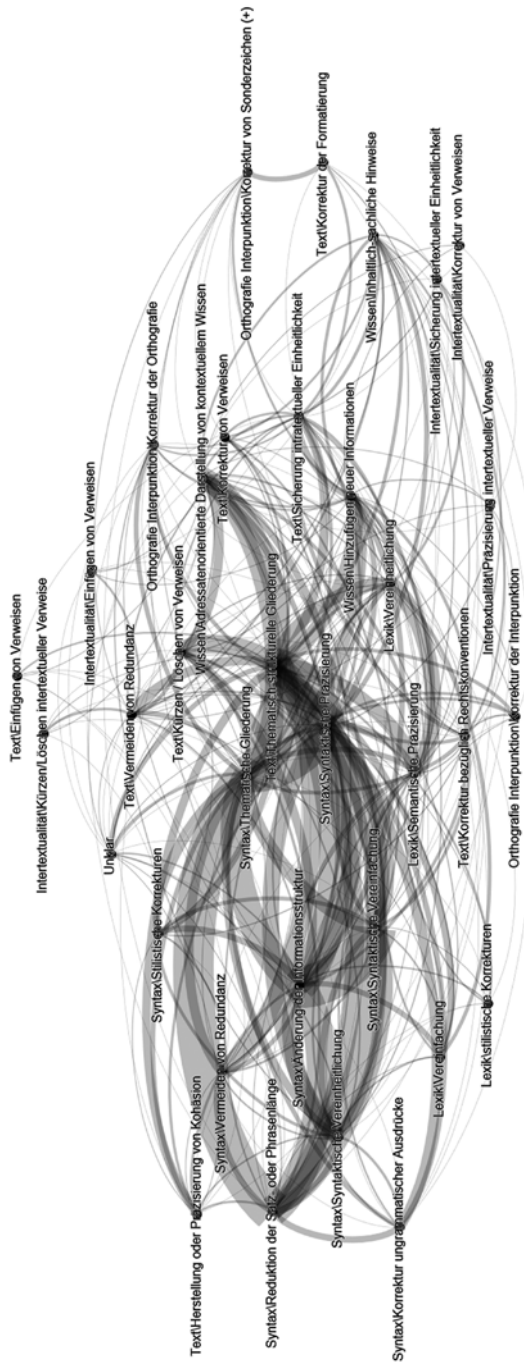 Text\Einfügen von Verweisen
Intertextualität\Kürzen/Löschen intertextueller Verweise
Intertextualität\Einfügen von Verweisen
Orthografie Interpunktion\Korrektur von Sonderzeichen (+)
Unklar
Text\Vermeiden von Redundanz
Orthografie Interpunktion\Korrektur der Orthografie
Text\Korrektur der Formatierung
Syntax\Stilistische Korrekturen
Text\Kürzen / Löschen von Verweisen
Wissen\Adressatenorientierte Darstellung von kontextuellem Wissen
Text\Korrektur von Verweisen
Wissen\Inhaltlich-sachliche Hinweise
Text\Herstellung oder Präzisierung von Kohäsion
Syntax\Vermeiden von Redundanz
Syntax\Thematische Gliederung
Text\Thematisch-strukturelle Gliederung
Text\Sicherung intratextueller Einheitlichkeit
Intertextualität\Sicherung intertextueller Einheitlichkeit
Intertextualität\Korrektur von Verweisen
Syntax\Reduktion der Satz- oder Phrasenlänge
Syntax\Änderung der Informationsstruktur
Syntax\Syntaktische Präzisierung
Wissen\Hinzufügen neuer Informationen
Syntax\Syntaktische Vereinheitlichung
Syntax\Syntaktische Vereinfachung
Lexik\Semantische Präzisierung
Lexik\Vereinheitlichung
Syntax\Korrektur ungrammatischer Ausdrücke
Lexik\Vereinfachung
Text\Korrektur bezüglich Rechtskonventionen
Intertextualität\Präzisierung intertextueller Verweise
Lexik\stilistische Korrekturen
Orthografie Interpunktion\Korrektur der Interpunktion